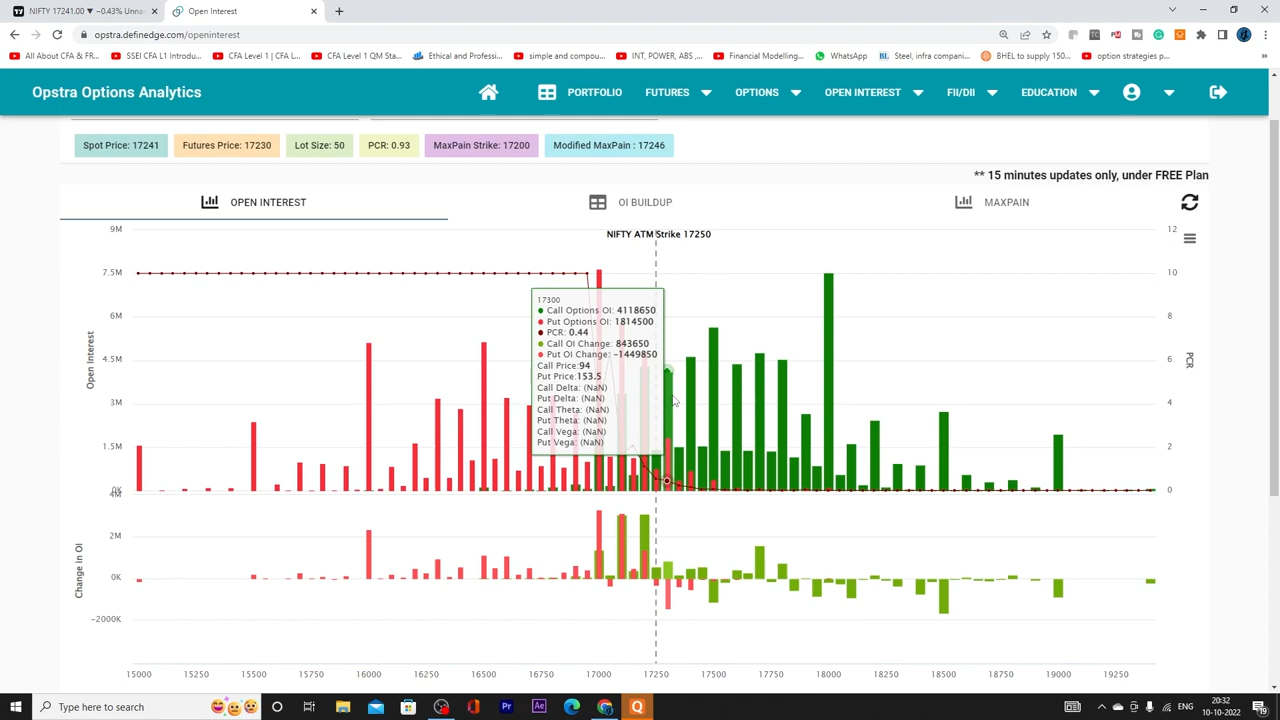 NIFTY 17241.00 ▼ −0.43% Unna
Open Interest
opstra.definedge.com/openinterest
All About CFA & FR...
SSEI CFA L1 Introdu...
CFA Level 1 | CFA L...
CFA Level 1 QM Sta...
Ethical and Professi...
simple and compou...
INT, POWER, ABS ,...
Financial Modelling...
WhatsApp
Steel, infra compani...
BHEL to supply 150...
option strategies p...
Opstra Options Analytics
PORTFOLIO
FUTURES
OPTIONS
OPEN INTEREST
FII/DII
EDUCATION
Spot Price: 17241
Futures Price: 17230
Lot Size: 50
PCR: 0.93
MaxPain Strike: 17200
Modified MaxPain : 17246
** 15 minutes updates only, under FREE Plan
OPEN INTEREST
OI BUILDUP
MAXPAIN
NIFTY ATM Strike 17250
9M
7.5M
6M
4.5M
3M
1.5M
0K
Open Interest
12
10
8
6
4
2
0
PCR
17300
Call Options OI: 4118650
Put Options OI: 1814500
PCR: 0.44
Call OI Change: 843650
Put OI Change: −1449850
Call Price:94
Put Price:153.5
Call Delta: (NaN)
Put Delta: (NaN)
Call Theta: (NaN)
Put Theta: (NaN)
Call Vega: (NaN)
Put Vega: (NaN)
4M
2M
0K
−2000K
Change in OI
15000 15250 15500 15750 16000 16250 16500 16750 17000 17250 17500 17750 18000 18250 18500 18750 19000 19250
Type here to search
ENG
20:32
10-10-2022